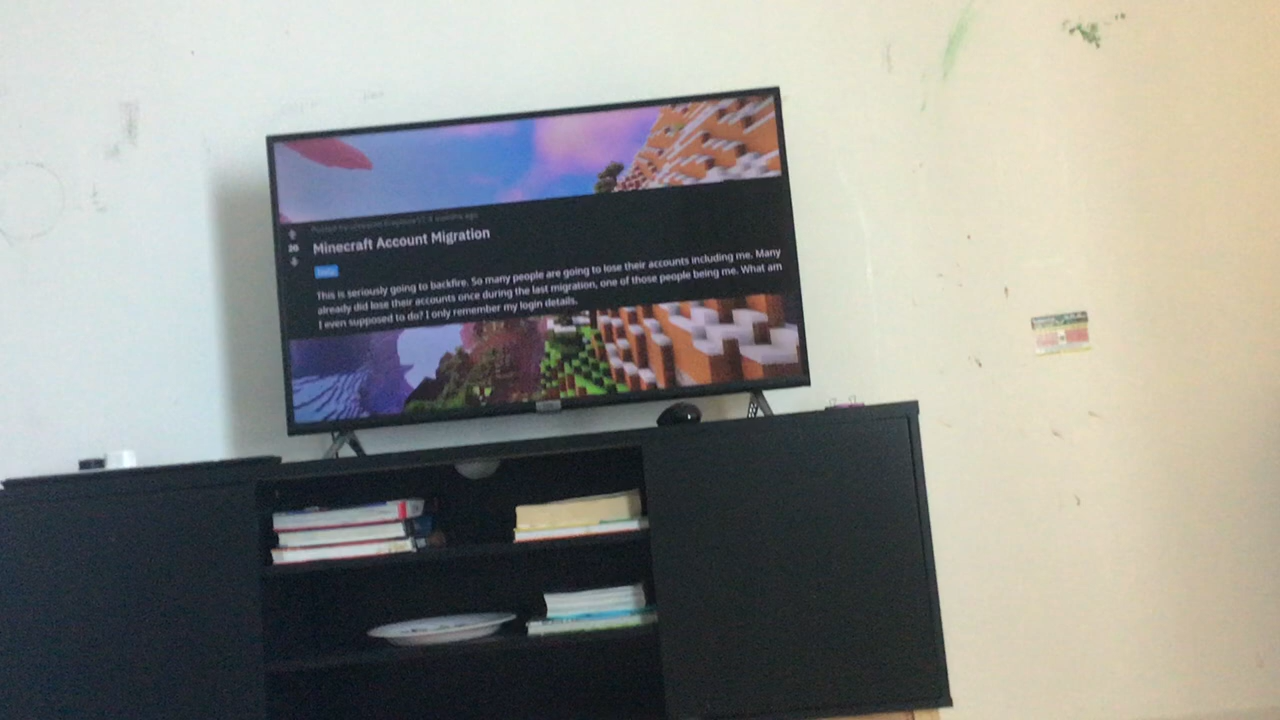 20
Minecraft Account Migration
This is seriously going to backfire. So many people are going to lose their accounts including me. Many
already did lose their accounts once during the last migration, one of those people being me. What am
I even supposed to do? I only remember my login details.